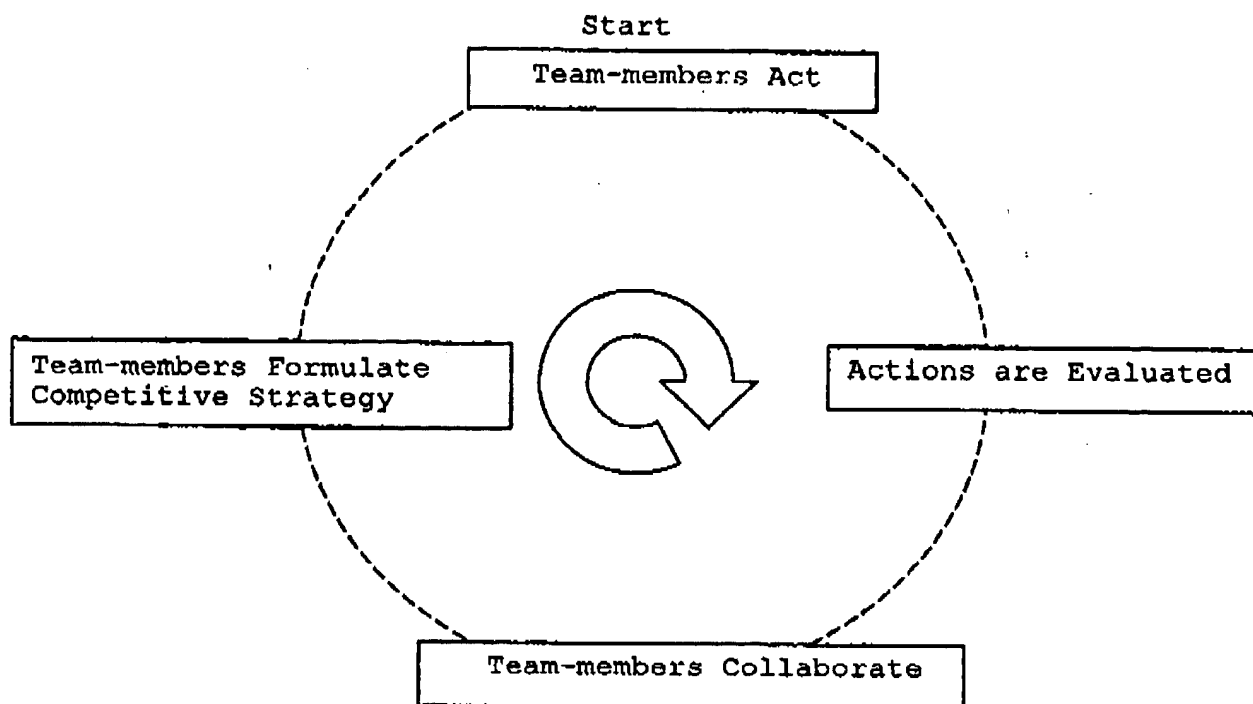 Start
Team-members Act
Team-members Formulate
Competitive Strategy
Actions are Evaluated
Team-members Collaborate